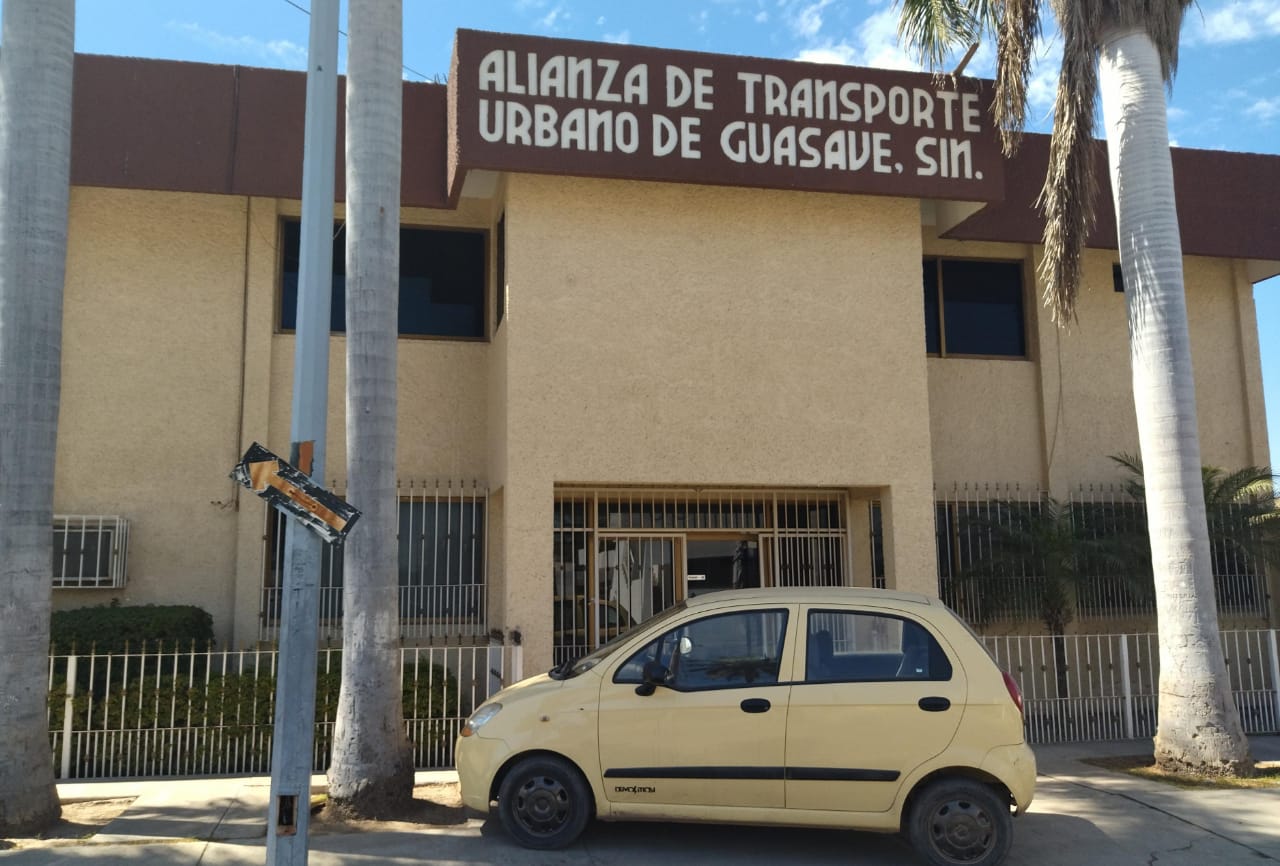 ALIANZA DE TRANSPORTE
URBANO DE GUASAVE, SIN.